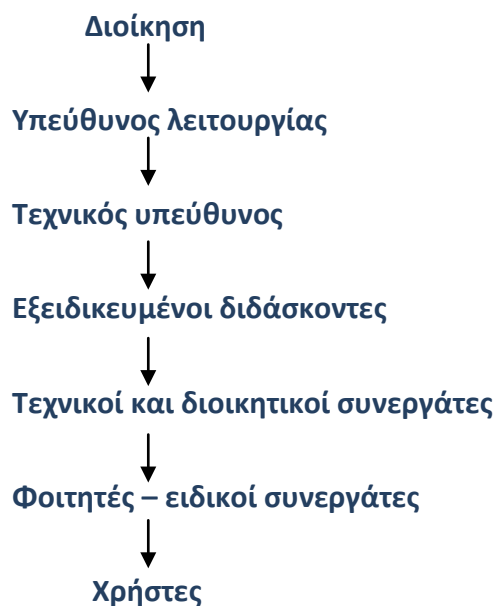 Διοίκηση
Υπεύθυνος λειτουργίας
Τεχνικός υπεύθυνος
Εξειδικευμένοι διδάσκοντες
Τεχνικοί και διοικητικοί συνεργάτες
Φοιτητές – ειδικοί συνεργάτες
Χρήστες